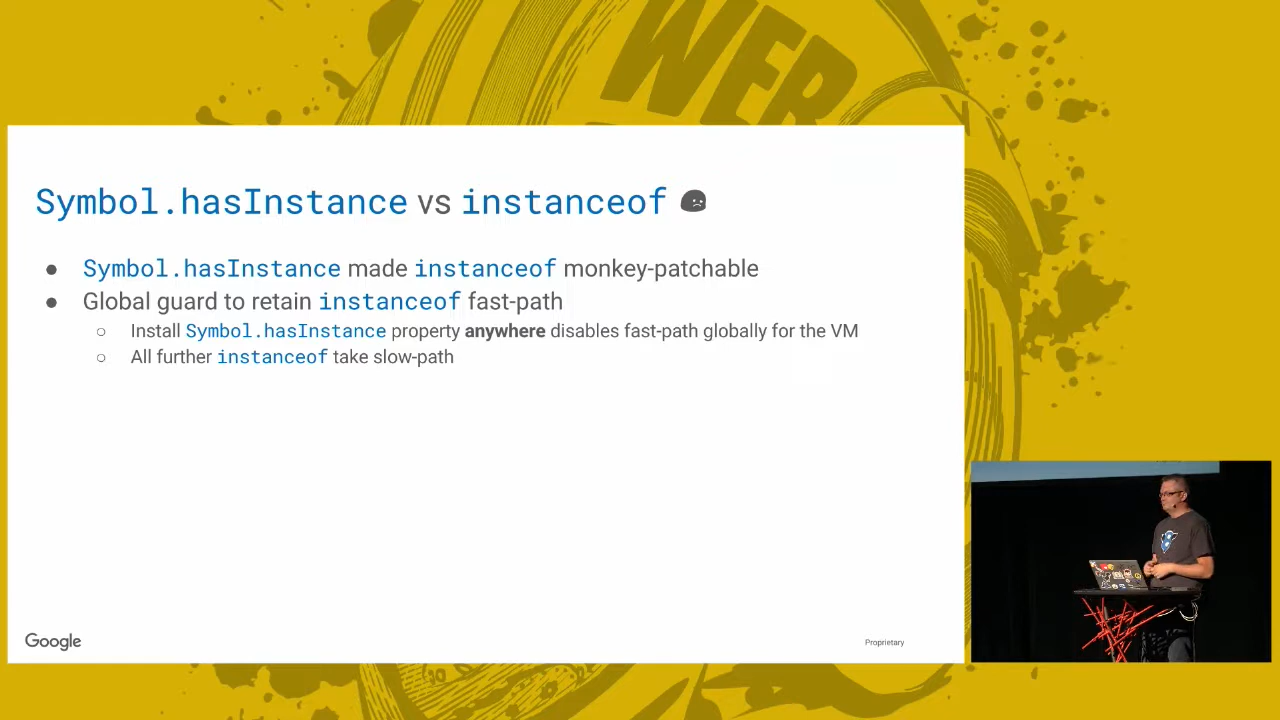 WEB
Symbol.hasInstance vs instanceof
● Symbol.hasInstance made instanceof monkey-patchable
● Global guard to retain instanceof fast-path
○ Install Symbol.hasInstance property anywhere disables fast-path globally for the VM
○ All further instanceof take slow-path
Google
Proprietary